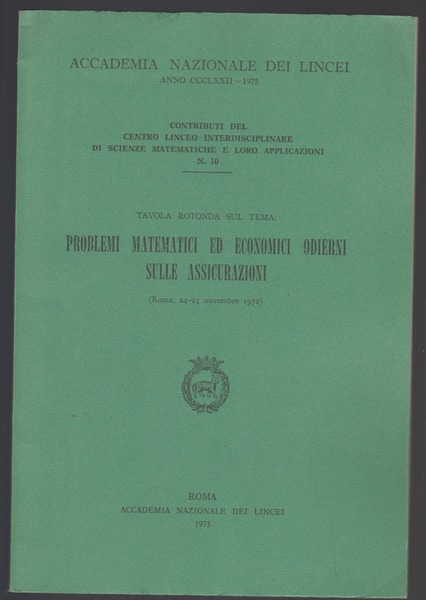 ACCADEMIA NAZIONALE DEI LINCEI
ANNO CCCLXXII - 1975
CONTRIBUTI DEL
CENTRO LINCEO INTERDISCIPLINARE
DI SCIENZE MATEMATICHE E LORO APPLICAZIONI
N. 10
TAVOLA ROTONDA SUL TEMA:
PROBLEMI MATEMATICI ED ECONOMICI ODIERNI
SULLE ASSICURAZIONI
(Roma, 24-25 novembre 1972)
ROMA
ACCADEMIA NAZIONALE DEI LINCEI
1975